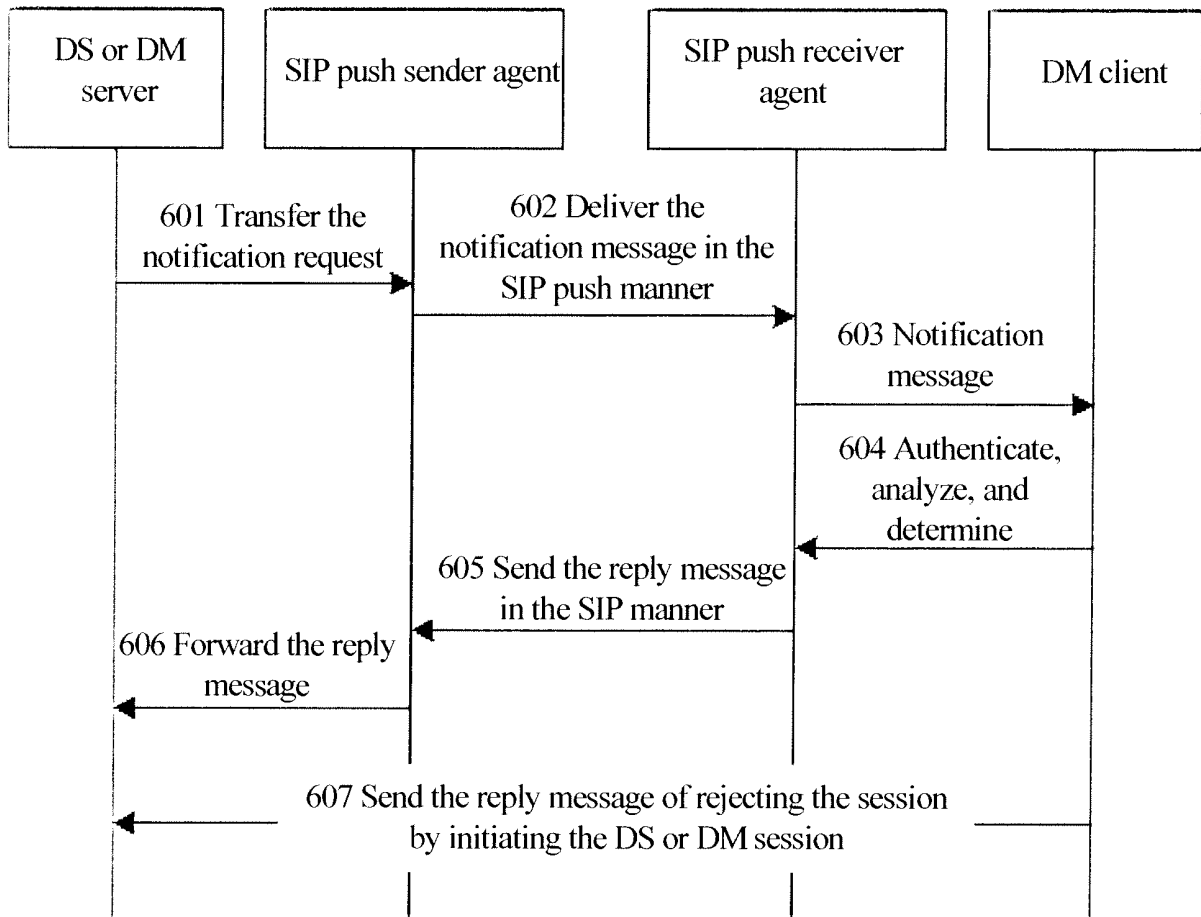 DS or DM
server
SIP push sender agent
SIP push receiver
agent
DM client
601 Transfer the
notification request
602 Deliver the
notification message in the
SIP push manner
603 Notification
message
604 Authenticate,
analyze, and
determine
605 Send the reply message
in the SIP manner
606 Forward the reply
message
607 Send the reply message of rejecting the session
by initiating the DS or DM session